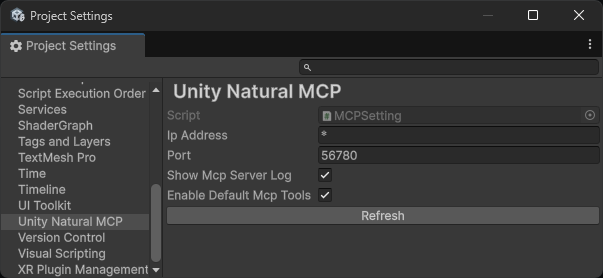 Project Settings
Project Settings
Script Execution Order
Services
ShaderGraph
Tags and Layers
TextMesh Pro
Time
Timeline
UI Toolkit
Unity Natural MCP
Version Control
Visual Scripting
XR Plugin Management
Unity Natural MCP
Script MCPSetting
Ip Address *
Port 56780
Show Mcp Server Log
Enable Default Mcp Tools
Refresh